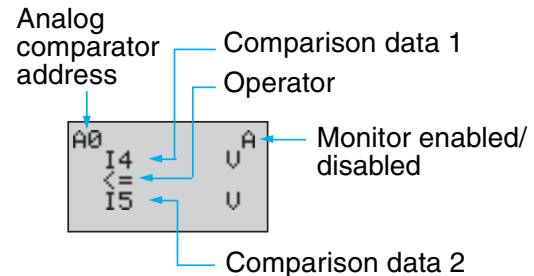 Analog
comparator
address
Comparison data 1
Operator
A0 A
I4 V
<=
I5 V
Monitor enabled/
disabled
Comparison data 2